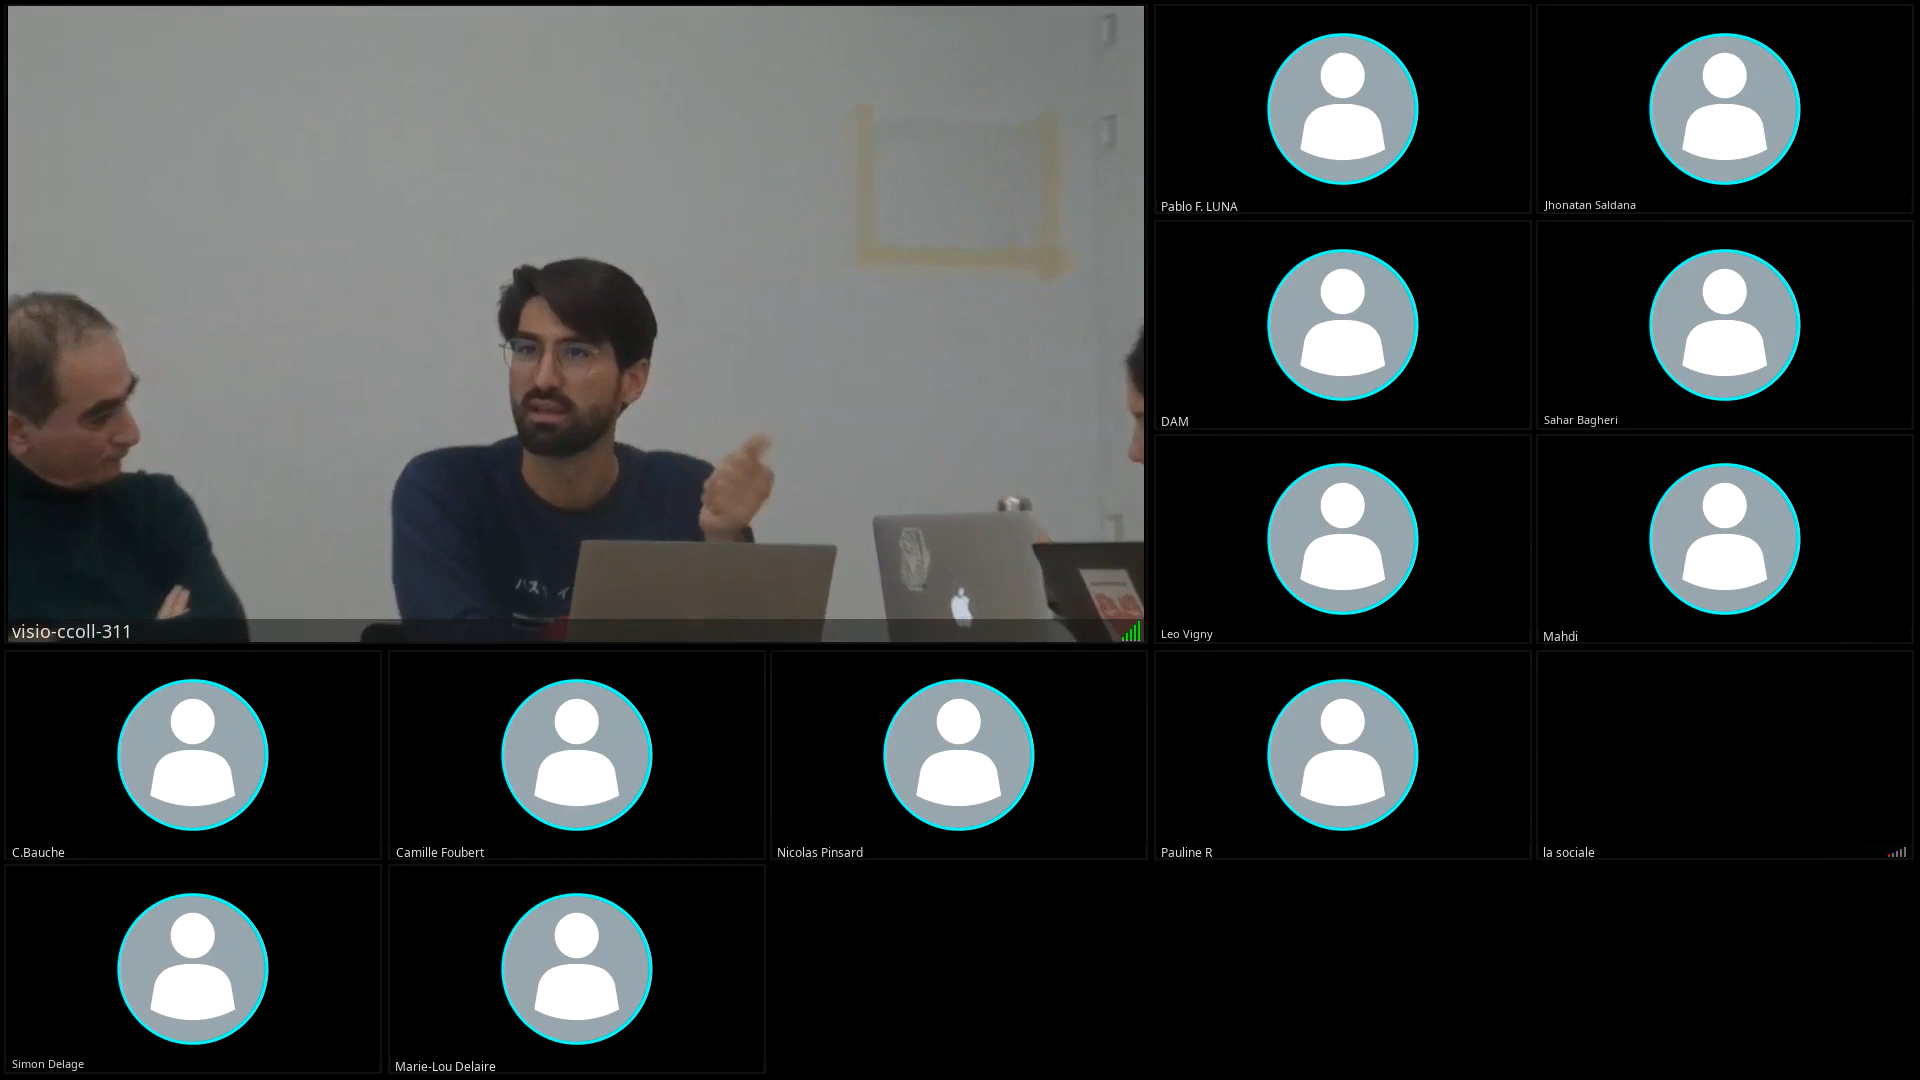 Pablo F. LUNA
Jhonatan Saldana
DAM
Sahar Bagheri
visio-ccoll-311
Leo Vigny
Mahdi
C.Bauche
Camille Foubert
Nicolas Pinsard
Pauline R
la sociale
Simon Delage
Marie-Lou Delaire